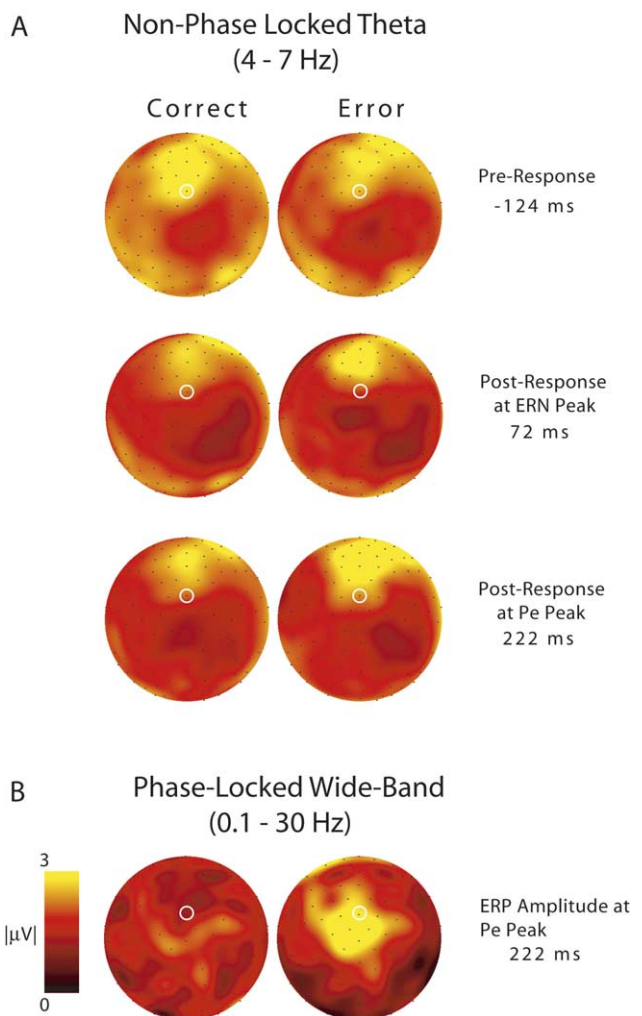 A
Non-Phase Locked Theta
(4 - 7 Hz)
Correct
Error
Pre-Response
-124 ms
Post-Response
at ERN Peak
72 ms
Post-Response
at Pe Peak
222 ms
B
Phase-Locked Wide-Band
(0.1 - 30 Hz)
3
|μV|
0
ERP Amplitude at
Pe Peak
222 ms